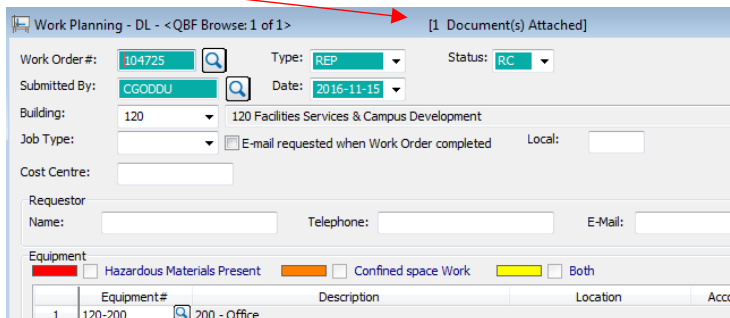 Work Planning - DL - <QBF Browse: 1 of 1> [1 Document(s) Attached]
Work Order#: 104725 Type: REP Status: RC
Submitted By: CGODDU Date: 2016-11-15
Building: 120 120 Facilities Services & Campus Development
Job Type: E-mail requested when Work Order completed Local:
Cost Centre:
Requestor
Name: Telephone: E-Mail:
Equipment
Hazardous Materials Present Confined space Work Both
Equipment# Description Location Acco
1 120-200 200 - Office